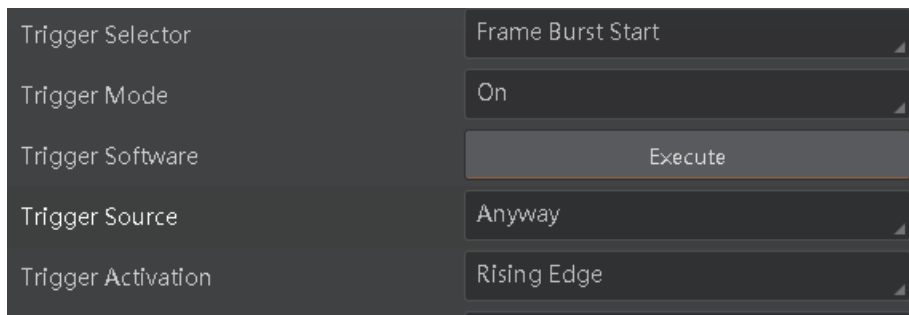 Trigger Selector Frame Burst Start
Trigger Mode On
Trigger Software Execute
Trigger Source Anyway
Trigger Activation Rising Edge